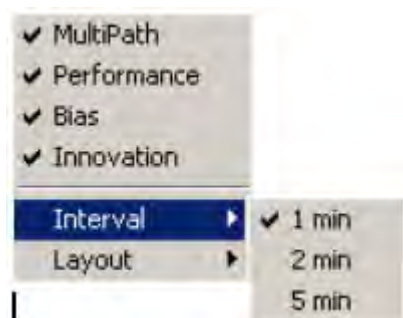 MultiPath
Performance
Bias
Innovation
Interval
Layout
1 min
2 min
5 min